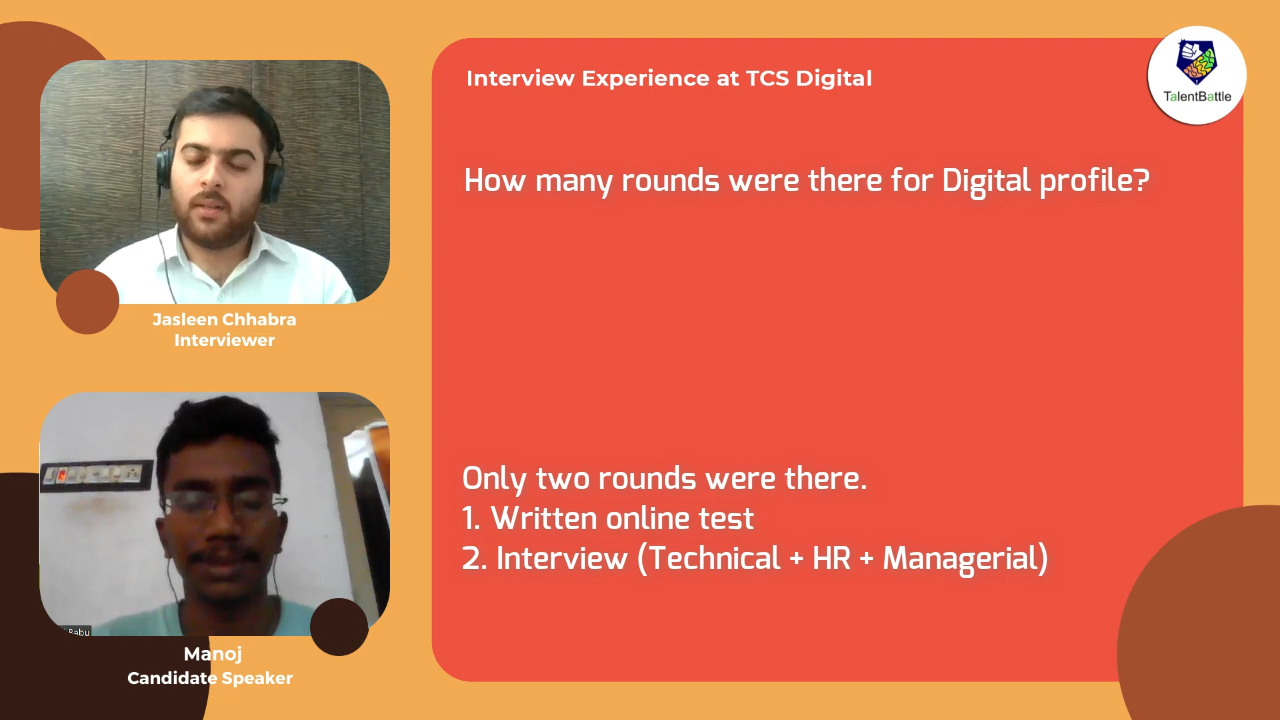 Interview Experience at TCS Digital
TalentBattle
How many rounds were there for Digital profile?
Jasleen Chhabra
Interviewer
Only two rounds were there.
1. Written online test
2. Interview (Technical + HR + Managerial)
Babu
Manoj
Candidate Speaker